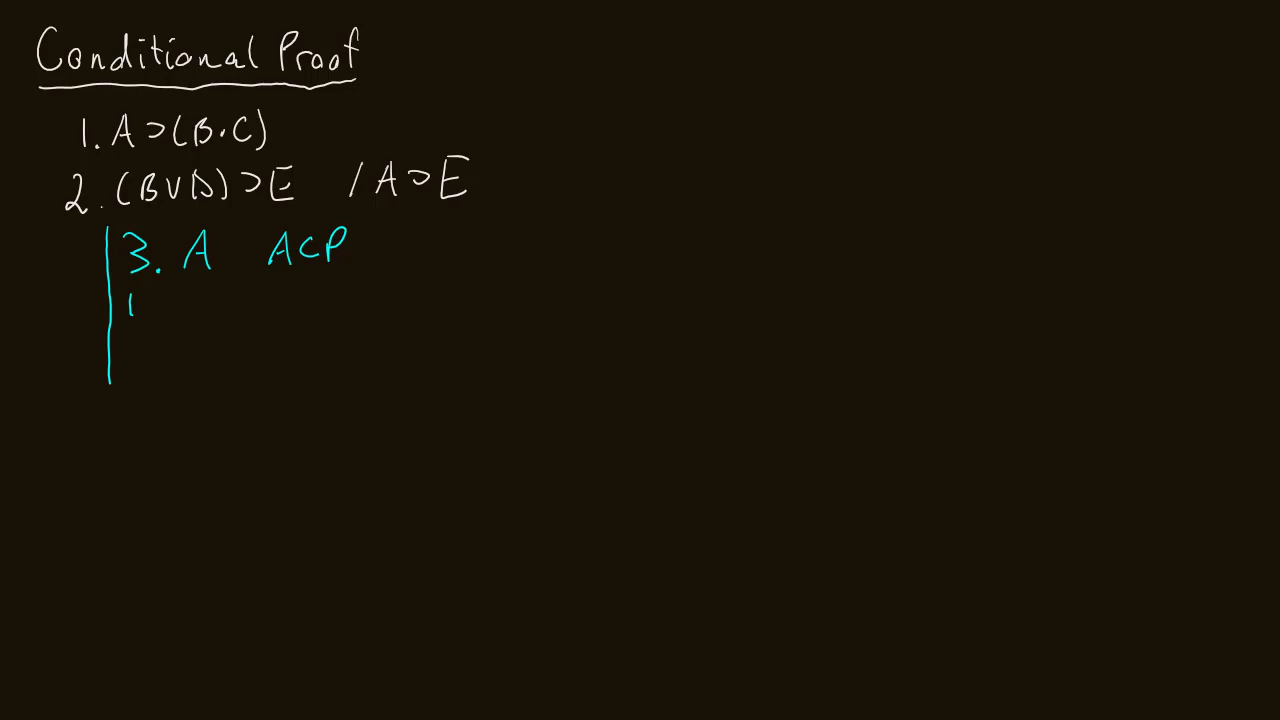 Conditional Proof
1. A⊃(B·C)
2. (B∨D)⊃E /A⊃E
3. A ACP